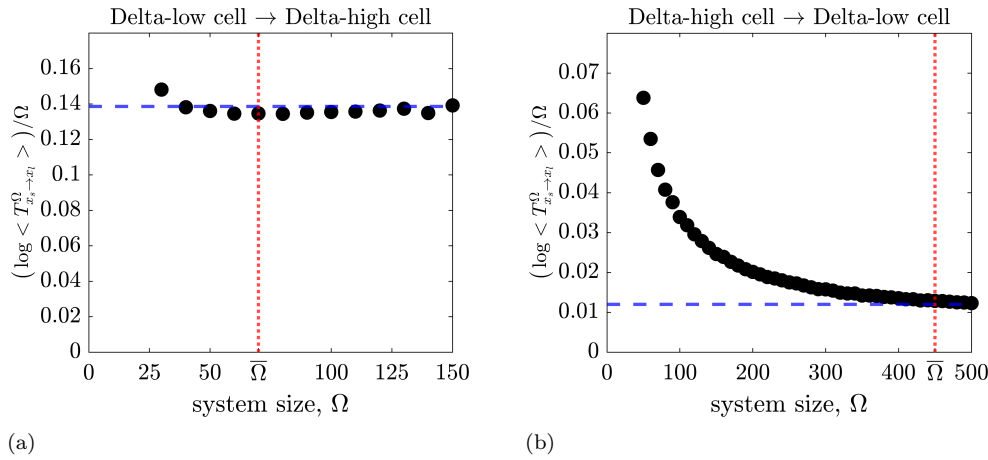 Delta-low cell → Delta-high cell
(log < T^Ω_{x_s→x_l} >)/Ω
0.16
0.14
0.12
0.1
0.08
0.06
0.04
0.02
0
0 25 50 Ω̅ 100 125 150
system size, Ω
(a)
Delta-high cell → Delta-low cell
(log < T^Ω_{x_s→x_l} >)/Ω
0.07
0.06
0.05
0.04
0.03
0.02
0.01
0
0 100 200 300 400 Ω̅ 500
system size, Ω
(b)